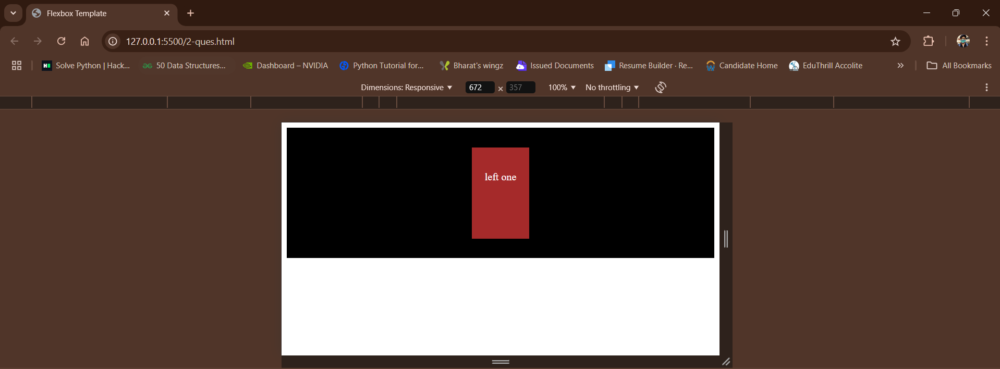 Flexbox Template
127.0.0.1:5500/2-ques.html
Solve Python | Hack... 50 Data Structures... Dashboard – NVIDIA Python Tutorial for... Bharat's wingz Issued Documents Resume Builder · Re... Candidate Home EduThrill Accolite » All Bookmarks
Dimensions: Responsive 672 × 357 100% No throttling
left one